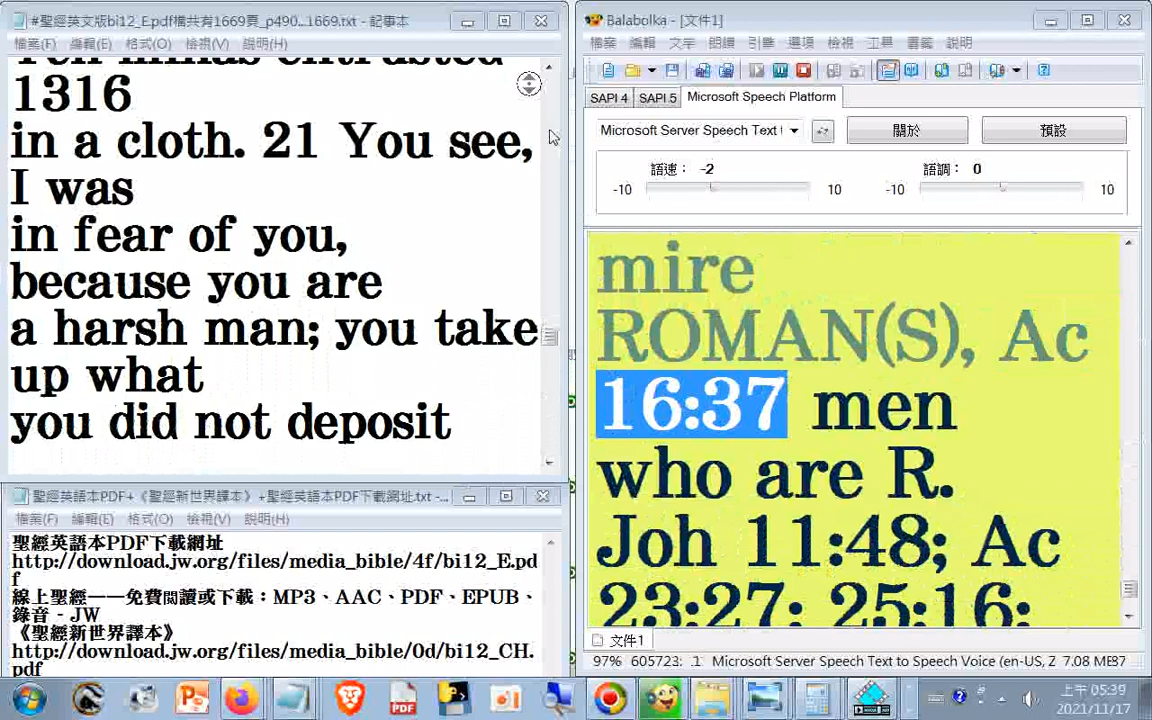 #聖經英文版bi12_E.pdf檔共有1669頁_p490...1669.txt - 記事本
檔案(F) 編輯(E) 格式(O) 檢視(V) 說明(H)
Ten minas entrusted
1316
in a cloth. 21 You see,
I was
in fear of you,
because you are
a harsh man; you take
up what
you did not deposit
聖經英語本PDF+《聖經新世界譯本》+聖經英語本PDF下載網址.txt -...
檔案(F) 編輯(E) 格式(O) 檢視(V) 說明(H)
聖經英語本PDF下載網址
http://download.jw.org/files/media_bible/4f/bi12_E.pd
f
線上聖經——免費閱讀或下載：MP3、AAC、PDF、EPUB、
錄音 - JW
《聖經新世界譯本》
http://download.jw.org/files/media_bible/0d/bi12_CH.
pdf
Balabolka - [文件1]
檔案 編輯 文字 朗讀 引擎 選項 檢視 工具 書籤 說明
SAPI 4 SAPI 5 Microsoft Speech Platform
Microsoft Server Speech Text 關於 預設
語速： -2 語調： 0
-10 10 -10 10
mire
ROMAN(S), Ac
16:37 men
who are R.
Joh 11:48; Ac
23:27; 25:16;
文件1
97% 605723: Microsoft Server Speech Text to Speech Voice (en-US, Z 7.08 ME87
PDF
上午 05:39
2021/11/17